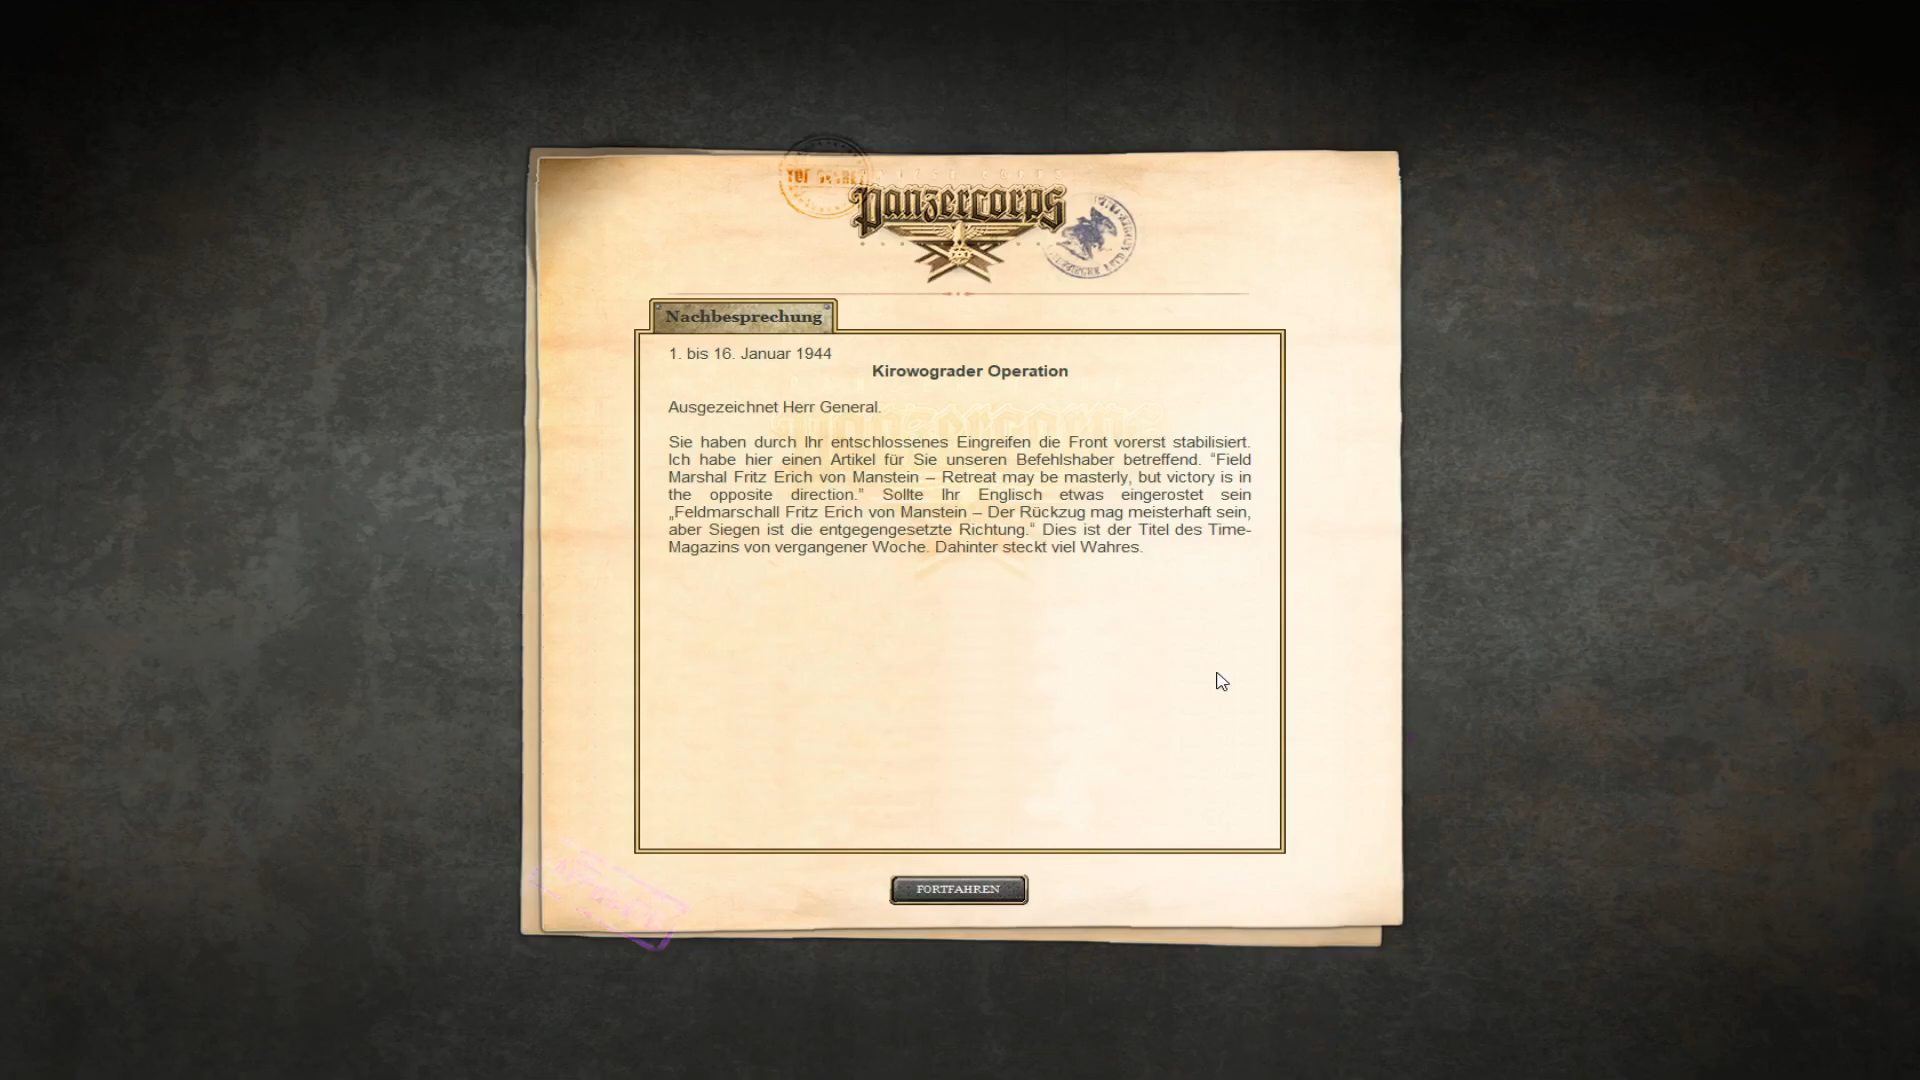 TOP SECRET
panzercorps
Nachbesprechung
1. bis 16. Januar 1944
Kirowograder Operation
Ausgezeichnet Herr General.
Sie haben durch Ihr entschlossenes Eingreifen die Front vorerst stabilisiert.
Ich habe hier einen Artikel für Sie unseren Befehlshaber betreffend. “Field
Marshal Fritz Erich von Manstein – Retreat may be masterly, but victory is in
the opposite direction.” Sollte Ihr Englisch etwas eingerostet sein
„Feldmarschall Fritz Erich von Manstein – Der Rückzug mag meisterhaft sein,
aber Siegen ist die entgegengesetzte Richtung.“ Dies ist der Titel des Time-
Magazins von vergangener Woche. Dahinter steckt viel Wahres.
FORTFAHREN